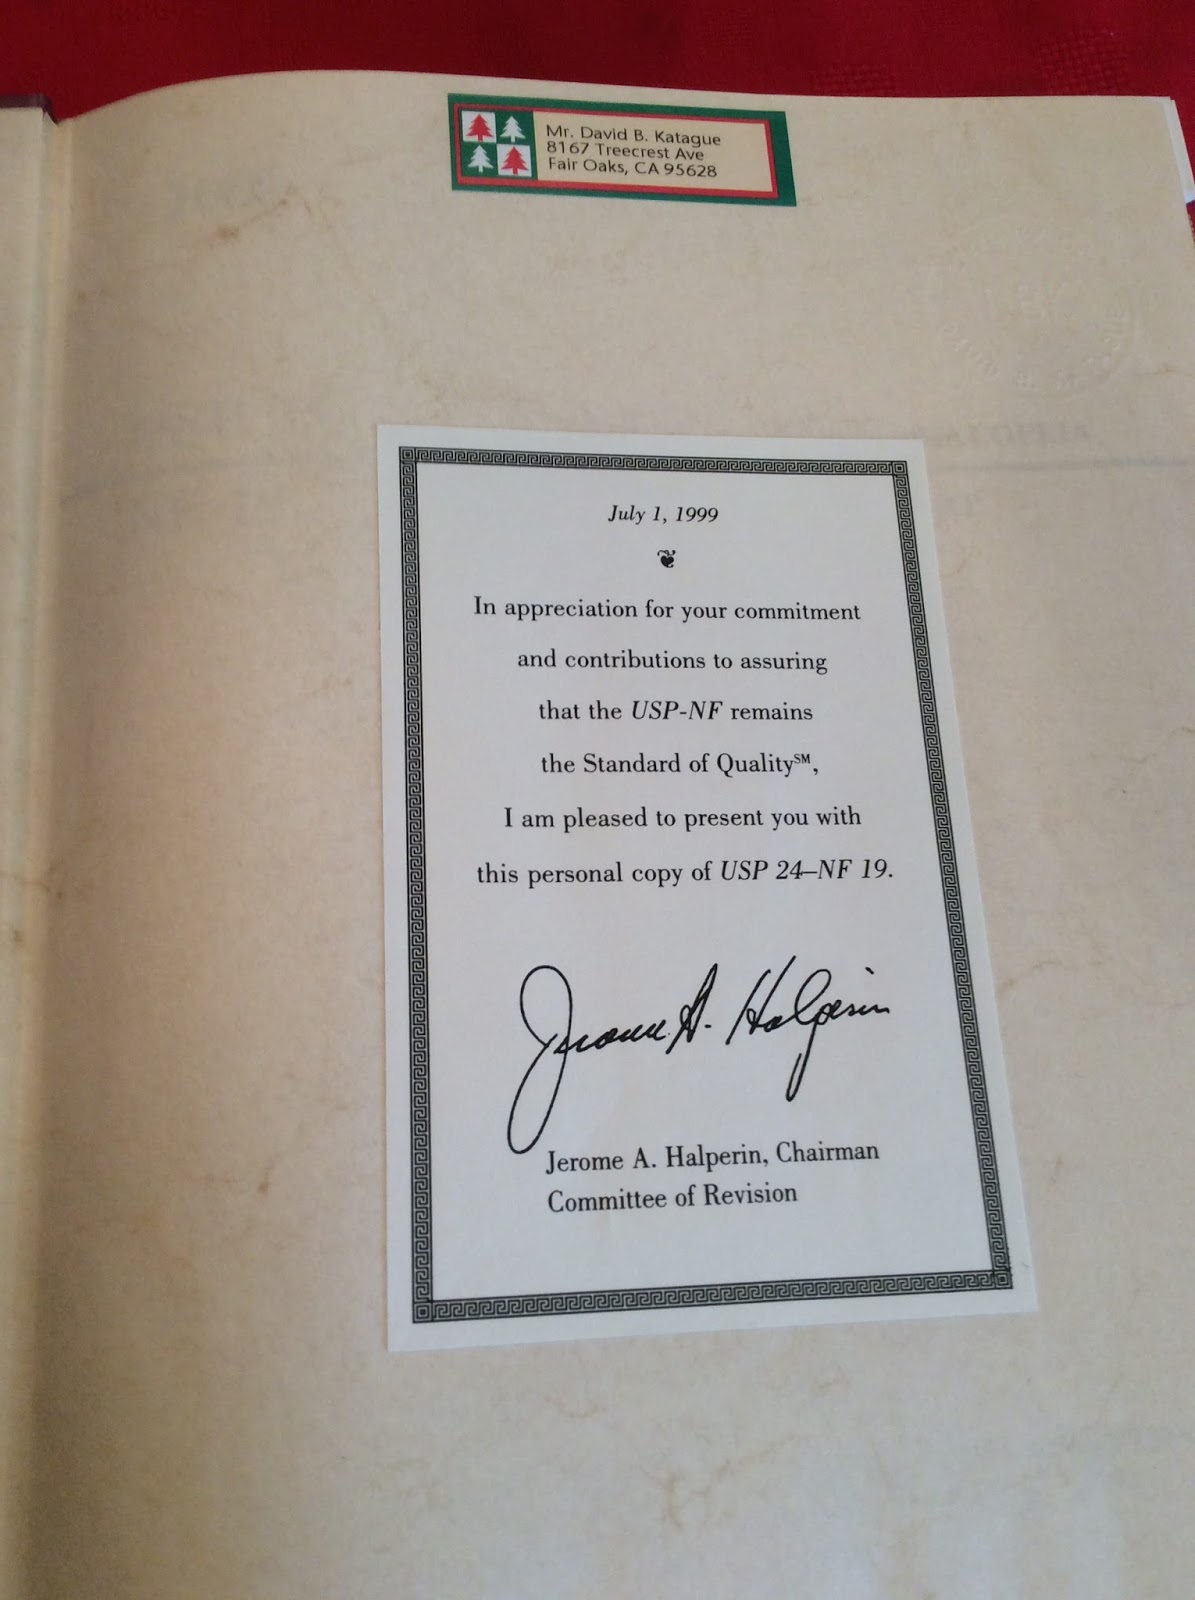 Mr. David B. Katague
8167 Treecrest Ave
Fair Oaks, CA 95628
July 1, 1999
In appreciation for your commitment
and contributions to assuring
that the USP-NF remains
the Standard of Quality℠,
I am pleased to present you with
this personal copy of USP 24–NF 19.
Jerome A. Halperin
Jerome A. Halperin, Chairman
Committee of Revision